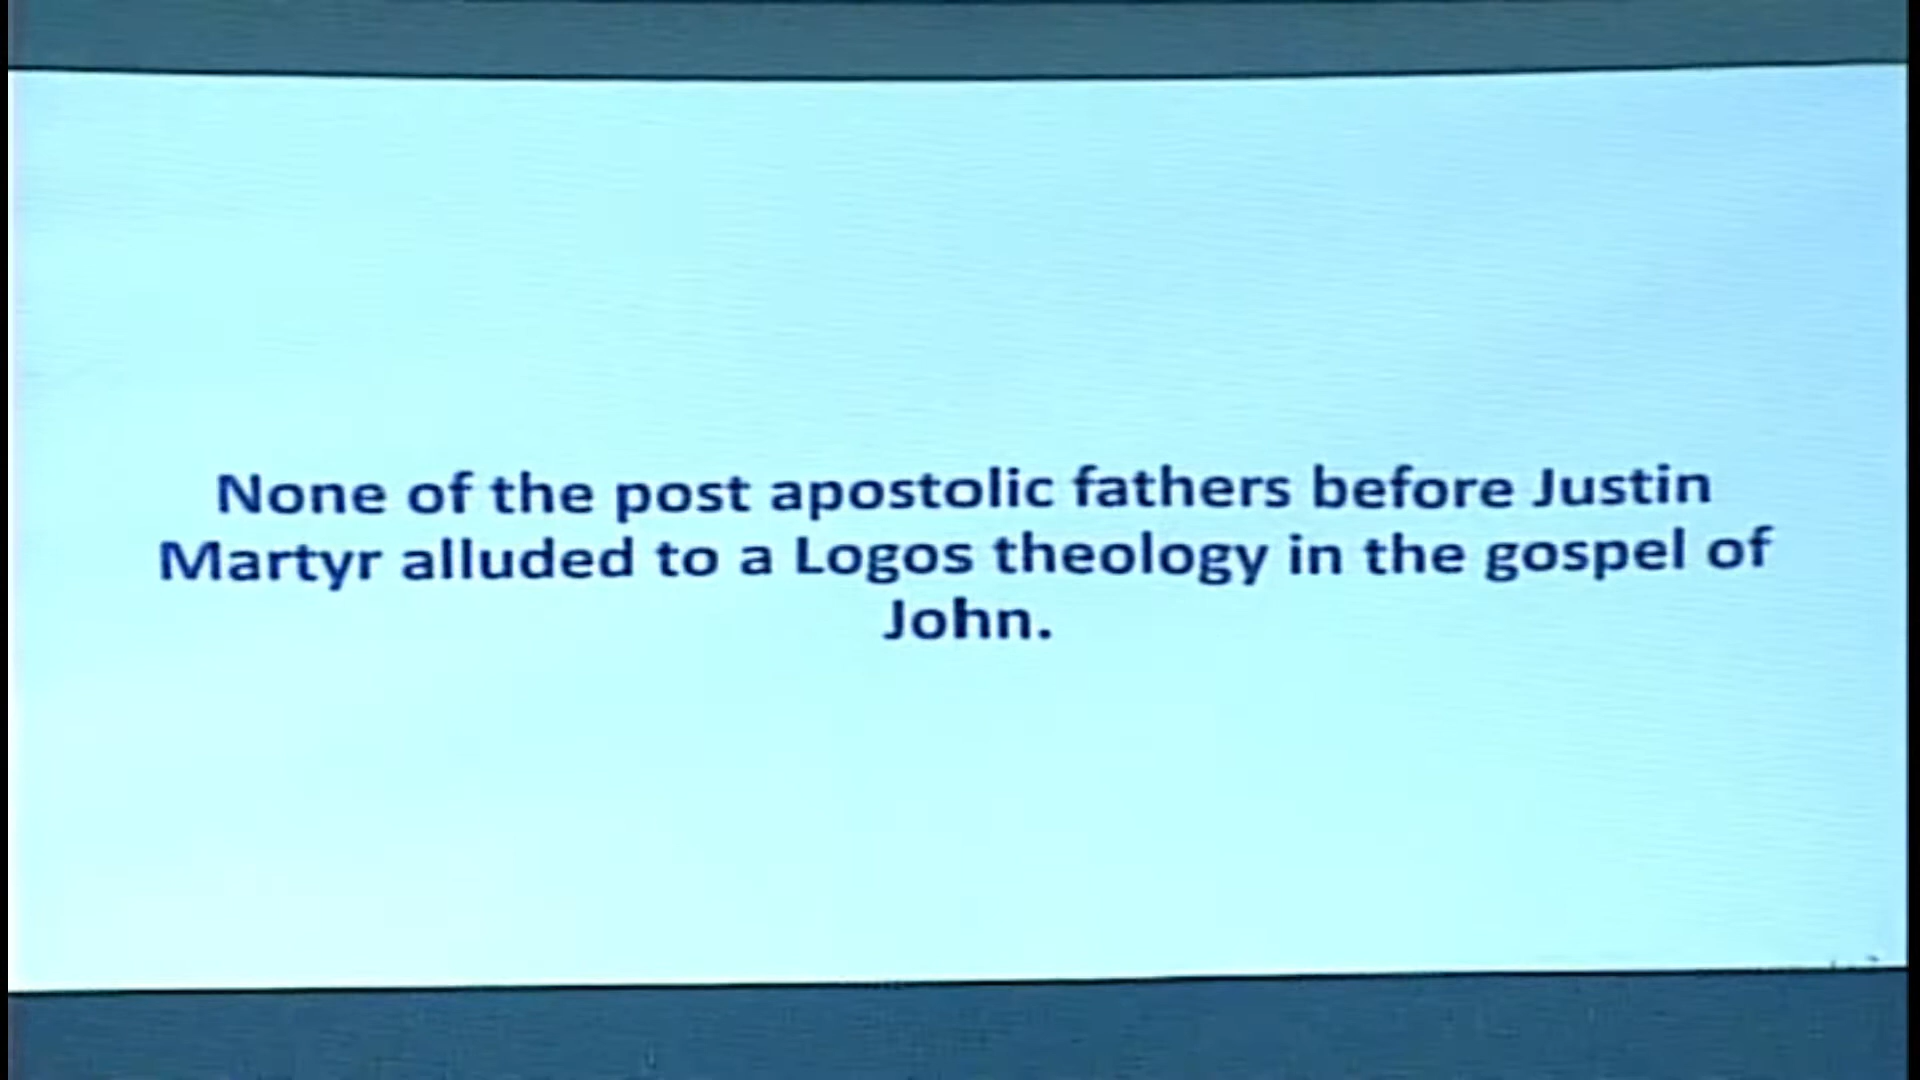 None of the post apostolic fathers before Justin
Martyr alluded to a Logos theology in the gospel of
John.